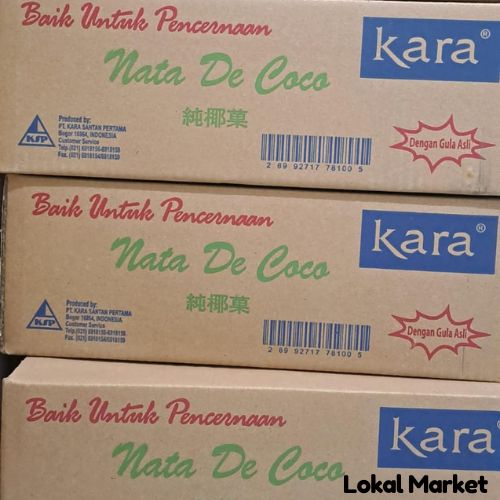 Baik Untuk Pencernaan
kara®
Nata De Coco
純椰菓
Produced by:
PT. KARA SANTAN PERTAMA
Bogor 16964, INDONESIA
Customer Service
KSP
2 89 92717 78100 5
Dengan Gula Asli
Baik Untuk Pencernaan
kara®
Nata De Coco
純椰菓
Produced by:
PT. KARA SANTAN PERTAMA
Bogor 16964, INDONESIA
Customer Service
KSP
2 89 92717 78100 5
Dengan Gula Asli
Baik Untuk Pencernaan
kara®
Nata De Coco
Lokal Market